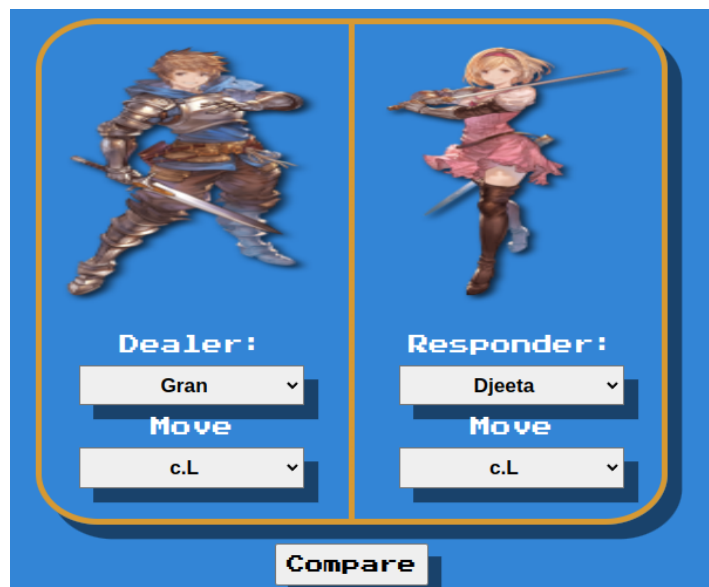 Dealer:
Responder:
Gran
Djeeta
Move
Move
c.L
c.L
Compare